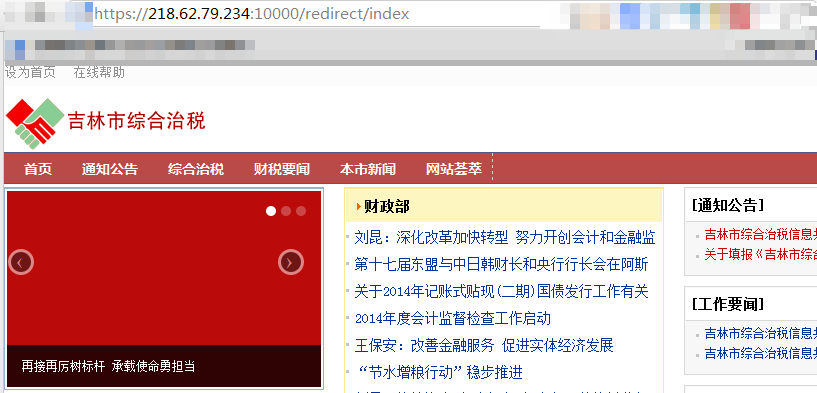 https://218.62.79.234:10000/redirect/index
设为首页 在线帮助
吉林市综合治税
首页 通知公告 综合治税 财税要闻 本市新闻 网站荟萃
再接再厉树标杆 承载使命勇担当
财政部
刘昆：深化改革加快转型 努力开创会计和金融监
第十七届东盟与中日韩财长和央行行长会在阿斯
关于2014年记账式贴现(二期)国债发行工作有关
2014年度会计监督检查工作启动
王保安：改善金融服务 促进实体经济发展
“节水增粮行动”稳步推进
[通知公告]
吉林市综合治税信息共
关于填报《吉林市综合
[工作要闻]
吉林市综合治税信息共
吉林市综合治税信息共